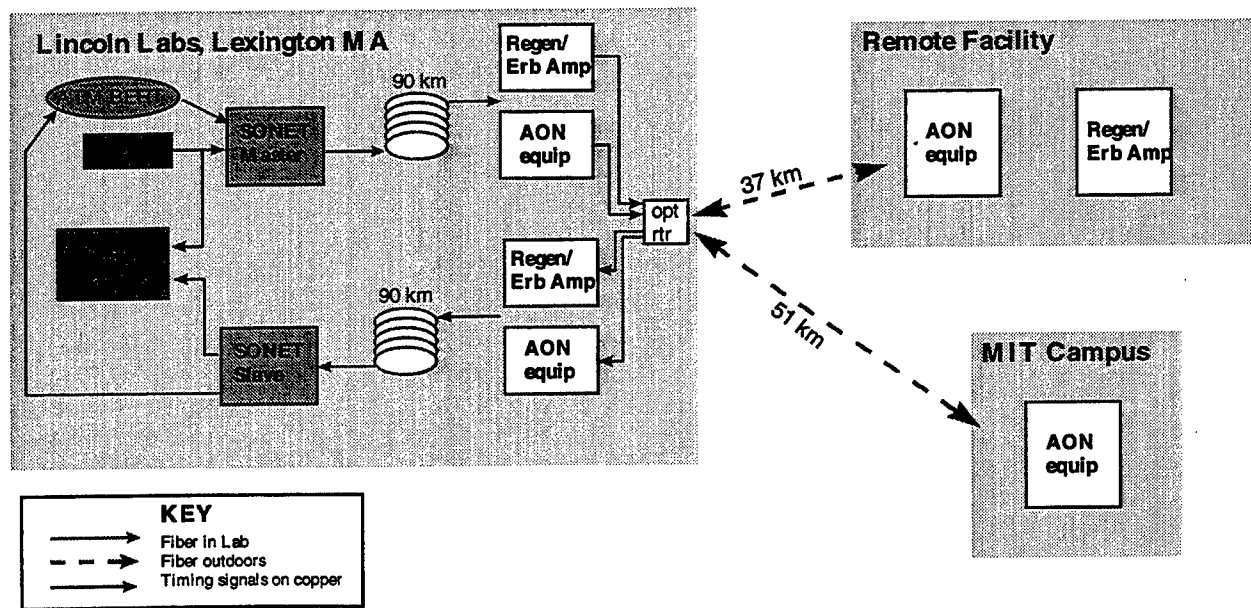 Lincoln Labs, Lexington MA
Regen/
Erb Amp
90 km
SONET
Master
AON
equip
opt
rtr
Regen/
Erb Amp
90 km
SONET
Slave
AON
equip
37 km
51 km
Remote Facility
AON
equip
Regen/
Erb Amp
MIT Campus
AON
equip
KEY
Fiber in Lab
Fiber outdoors
Timing signals on copper